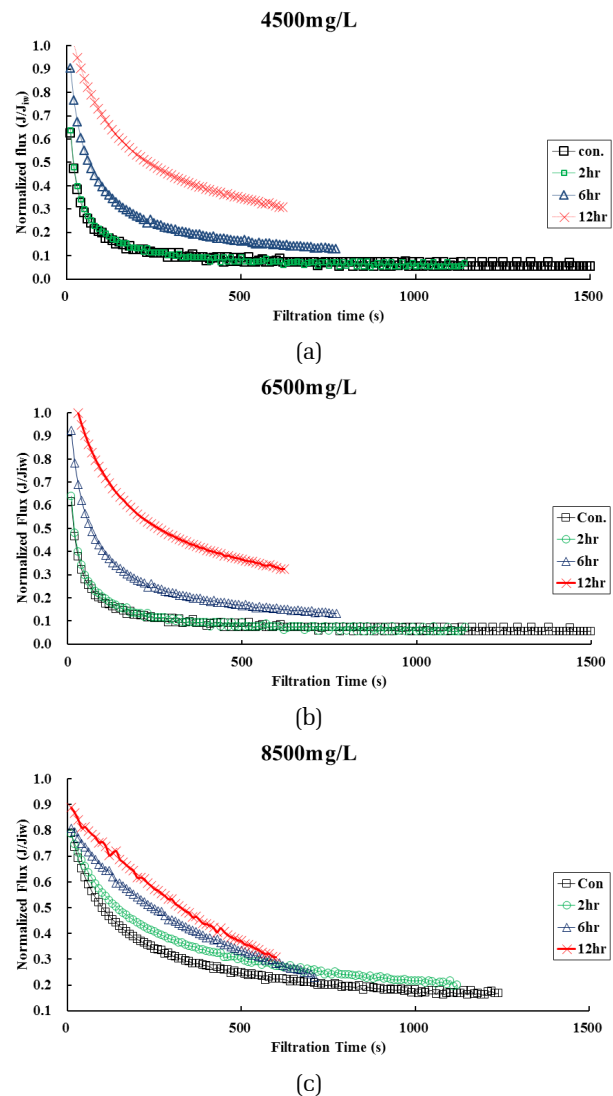 4500mg/L
Normalized flux (J/Jiw)
1.0
0.9
0.8
0.7
0.6
0.5
0.4
0.3
0.2
0.1
0.0
0 500 1000 1500
Filtration time (s)
con.
2hr
6hr
12hr
(a)
6500mg/L
Normalized Flux (J/Jiw)
1.0
0.9
0.8
0.7
0.6
0.5
0.4
0.3
0.2
0.1
0.0
0 500 1000 1500
Filtration Time (s)
Con.
2hr
6hr
12hr
(b)
8500mg/L
Normalized Flux (J/Jiw)
1.0
0.9
0.8
0.7
0.6
0.5
0.4
0.3
0.2
0.1
0 500 1000 1500
Filtration Time (s)
Con
2hr
6hr
12hr
(c)